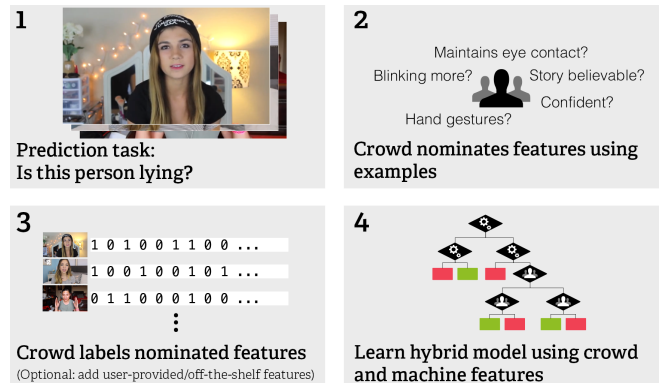 1
Prediction task:
Is this person lying?
2
Maintains eye contact?
Blinking more?
Story believable?
Confident?
Hand gestures?
Crowd nominates features using
examples
3
1 0 1 0 0 1 1 0 0 ...
1 0 0 1 0 0 1 0 1 ...
0 1 1 0 0 0 1 0 0 ...
Crowd labels nominated features
(Optional: add user-provided/off-the-shelf features)
4
Learn hybrid model using crowd
and machine features